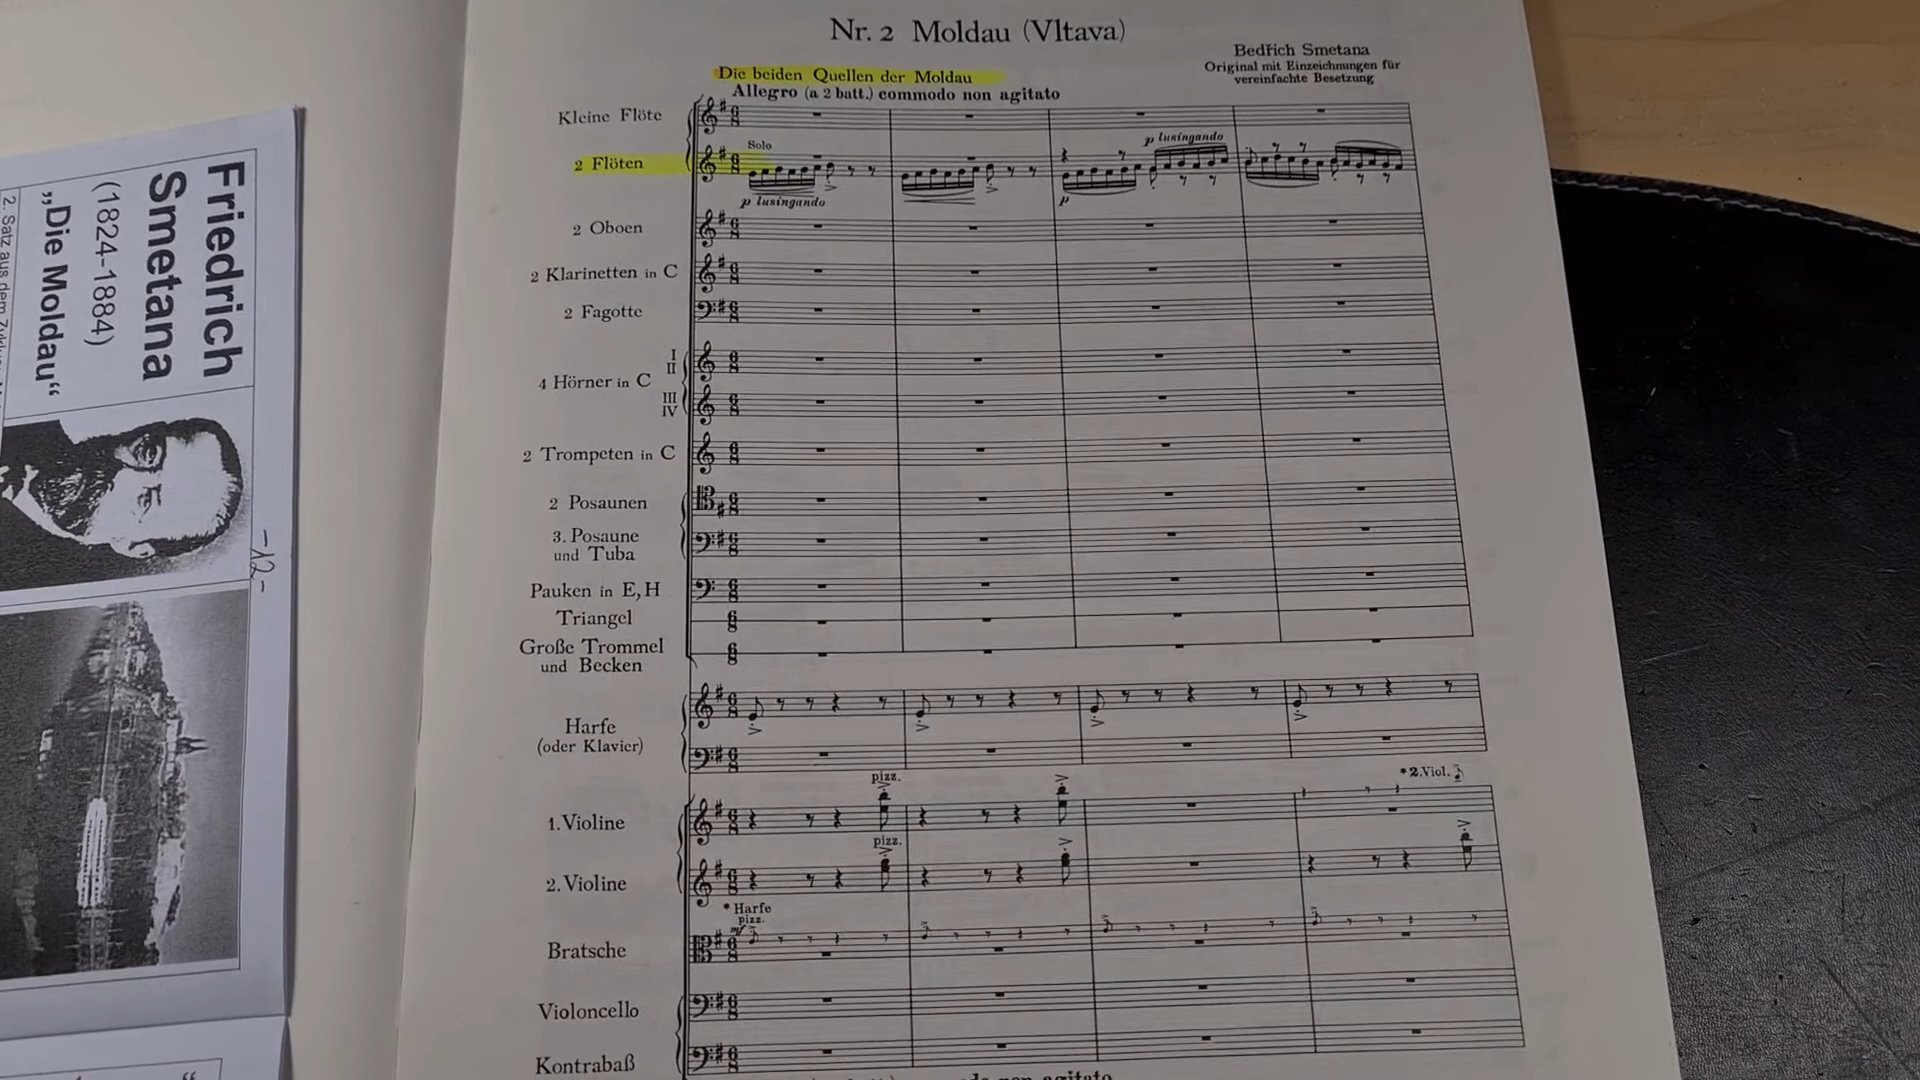 Friedrich
Smetana
(1824-1884)
„Die Moldau“
-12-
Nr. 2 Moldau (Vltava)
Bedřich Smetana
Original mit Einzeichnungen für
vereinfachte Besetzung
Die beiden Quellen der Moldau
Allegro (a 2 batt.) commodo non agitato
Kleine Flöte
Solo
p lusingando
2 Flöten
p lusingando
p
2 Oboen
2 Klarinetten in C
2 Fagotte
I
II
4 Hörner in C
III
IV
2 Trompeten in C
2 Posaunen
3. Posaune
und Tuba
Pauken in E, H
Triangel
Große Trommel
und Becken
Harfe
(oder Klavier)
pizz.
*2.Viol.
1. Violine
pizz.
2. Violine
* Harfe
pizz.
mf
Bratsche
Violoncello
Kontrabaß
non agitato